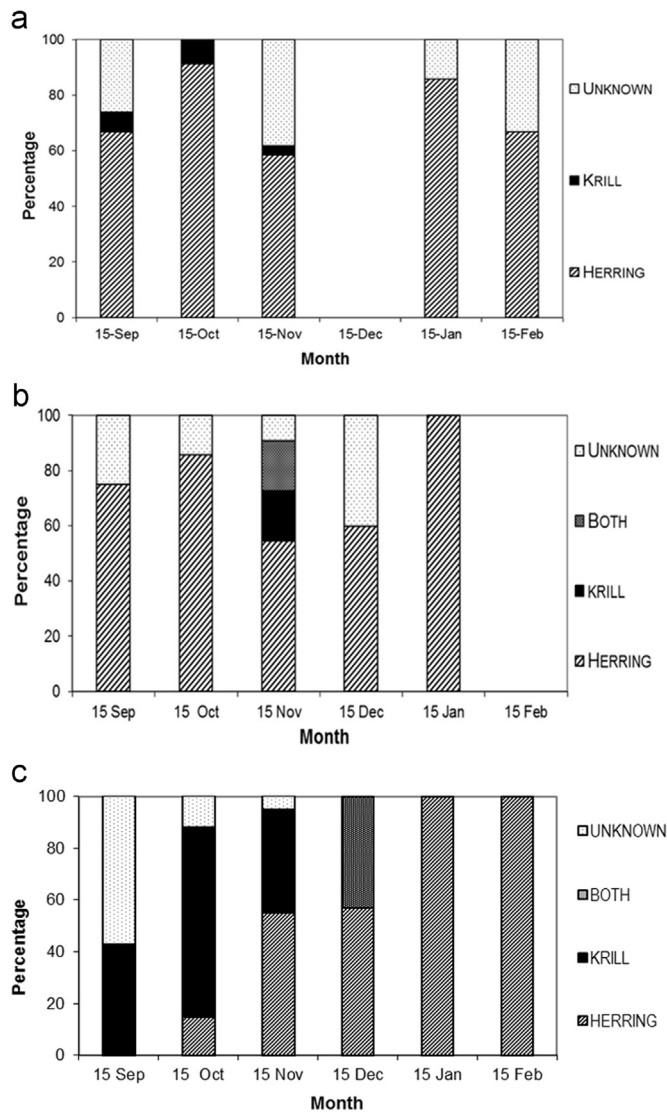 a
100
80
60
40
20
0
Percentage
15-Sep 15-Oct 15-Nov 15-Dec 15-Jan 15-Feb
Month
UNKNOWN
KRILL
HERRING
b
100
80
60
40
20
0
Percentage
15 Sep 15 Oct 15 Nov 15 Dec 15 Jan 15 Feb
Month
UNKNOWN
BOTH
KRILL
HERRING
c
100
80
60
40
20
0
Percentage
15 Sep 15 Oct 15 Nov 15 Dec 15 Jan 15 Feb
Month
UNKNOWN
BOTH
KRILL
HERRING